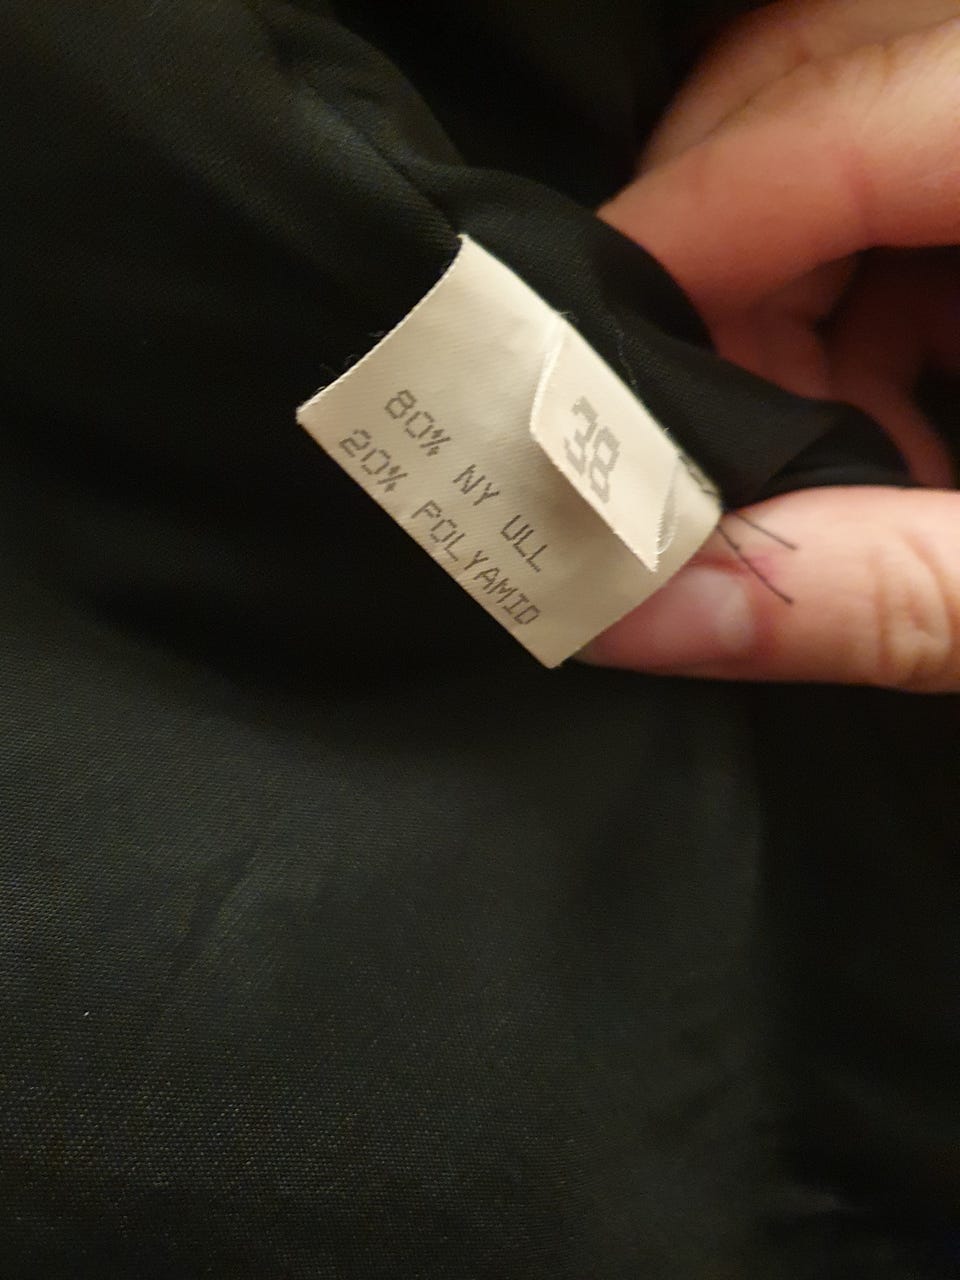 80% NY ULL
20% POLYAMID
38